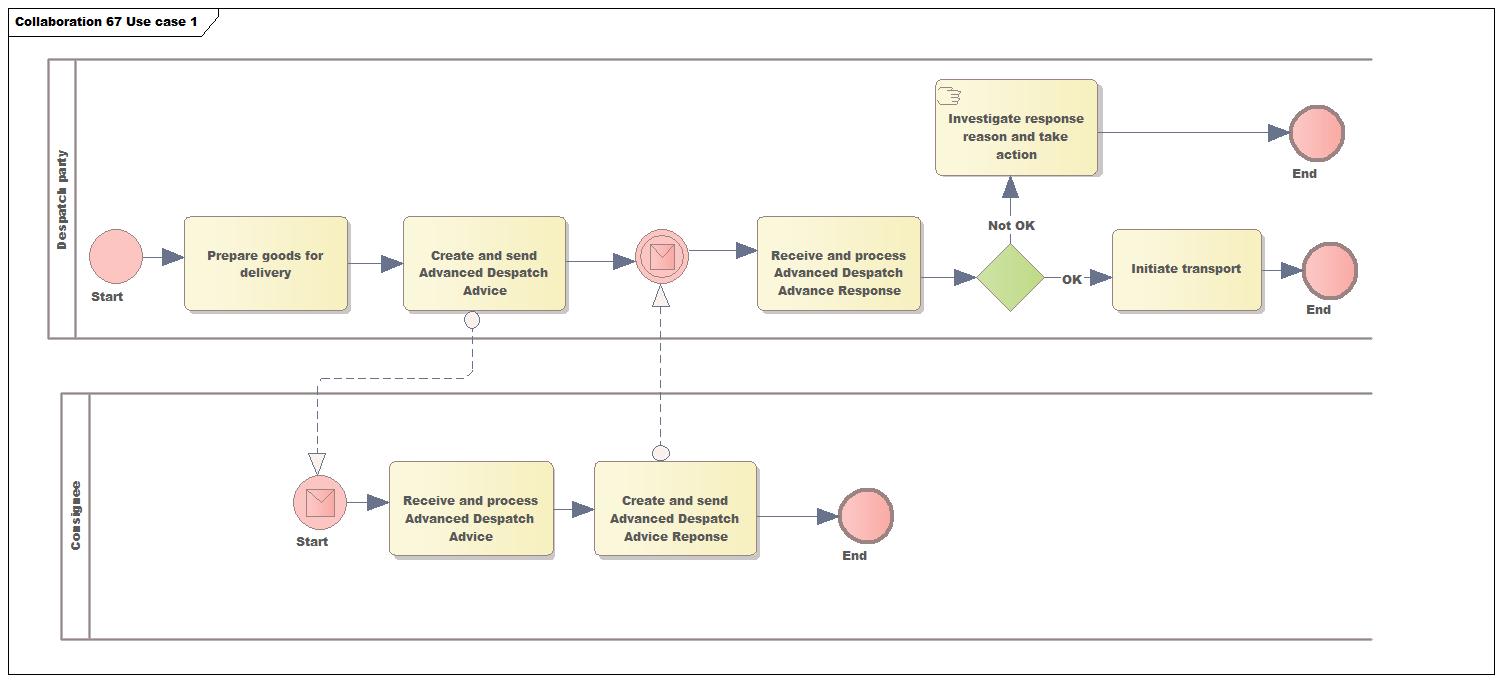 Collaboration 67 Use case 1
Despatch party
Start
Prepare goods for
delivery
Create and send
Advanced Despatch
Advice
Receive and process
Advanced Despatch
Advance Response
Investigate response
reason and take
action
End
Not OK
OK
Initiate transport
End
Consignee
Start
Receive and process
Advanced Despatch
Advice
Create and send
Advanced Despatch
Advice Reponse
End